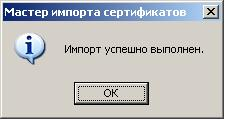 Мастер импорта сертификатов
Импорт успешно выполнен.
OK